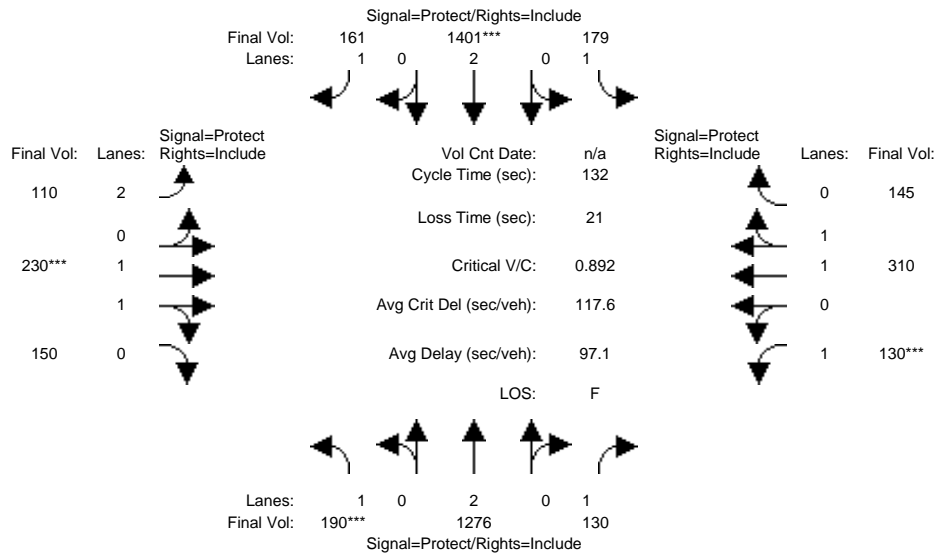 Signal=Protect/Rights=Include
Final Vol: 161 1401*** 179
Lanes: 1 0 2 0 1
Signal=Protect Signal=Protect
Final Vol: Lanes: Rights=Include Vol Cnt Date: n/a Rights=Include Lanes: Final Vol:
Cycle Time (sec): 132
110 2 0 145
Loss Time (sec): 21
0 1
230*** 1 Critical V/C: 0.892 1 310
1 Avg Crit Del (sec/veh): 117.6 0
150 0 Avg Delay (sec/veh): 97.1 1 130***
LOS: F
Lanes: 1 0 2 0 1
Final Vol: 190*** 1276 130
Signal=Protect/Rights=Include